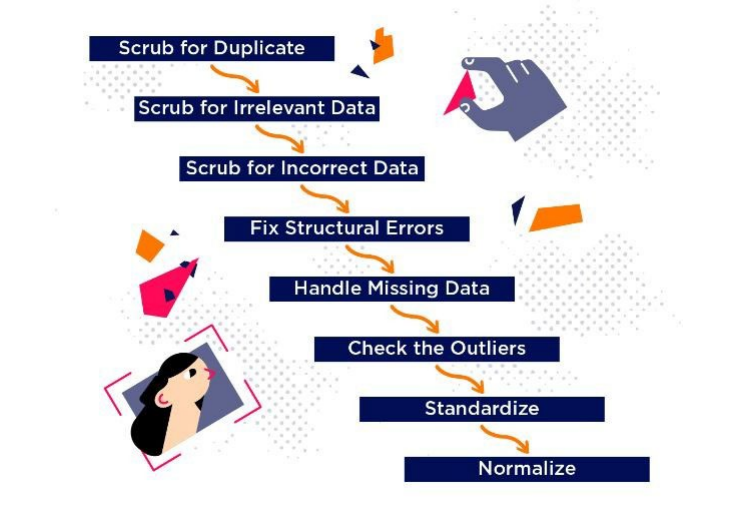 Scrub for Duplicate
Scrub for Irrelevant Data
Scrub for Incorrect Data
Fix Structural Errors
Handle Missing Data
Check the Outliers
Standardize
Normalize